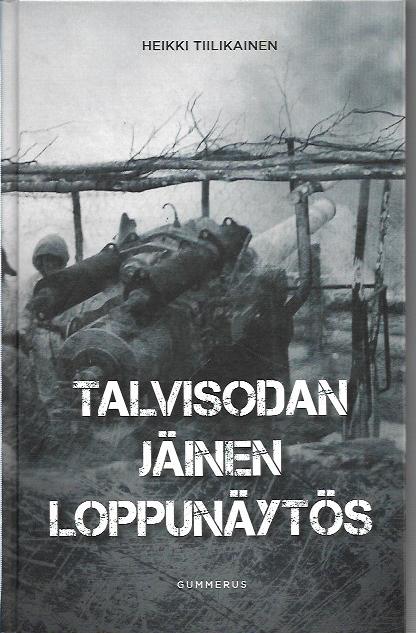 HEIKKI TIILIKAINEN
TALVISODAN
JÄINEN
LOPPUNÄYTÖS
GUMMERUS